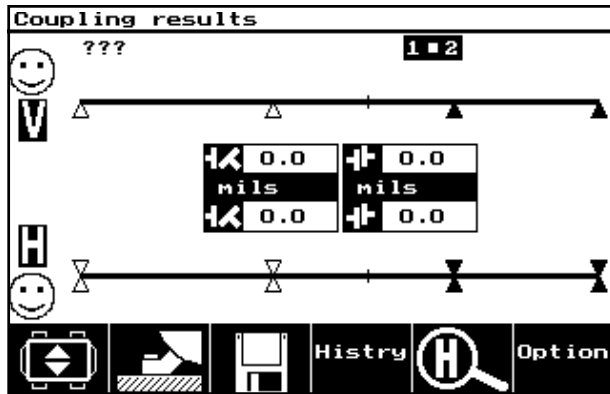 Coupling results
??? 1 2
V
0.0 0.0
mils mils
0.0 0.0
H
Histry H Option